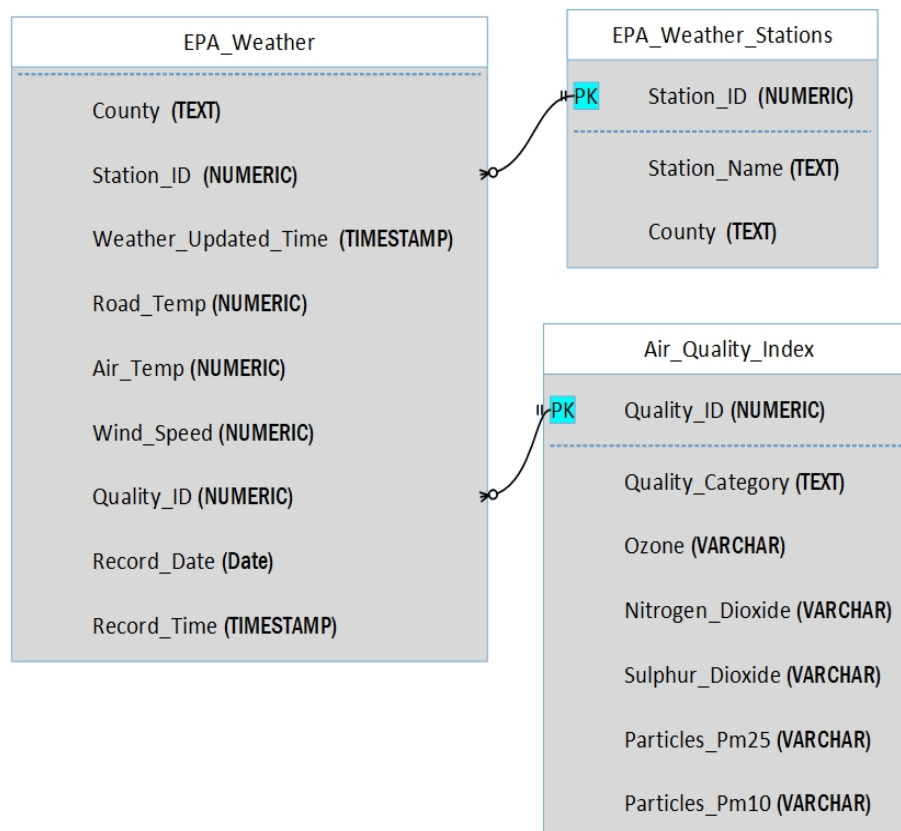 EPA_Weather
County (TEXT)
Station_ID (NUMERIC)
Weather_Updated_Time (TIMESTAMP)
Road_Temp (NUMERIC)
Air_Temp (NUMERIC)
Wind_Speed (NUMERIC)
Quality_ID (NUMERIC)
Record_Date (Date)
Record_Time (TIMESTAMP)
EPA_Weather_Stations
PK Station_ID (NUMERIC)
Station_Name (TEXT)
County (TEXT)
Air_Quality_Index
PK Quality_ID (NUMERIC)
Quality_Category (TEXT)
Ozone (VARCHAR)
Nitrogen_Dioxide (VARCHAR)
Sulphur_Dioxide (VARCHAR)
Particles_Pm25 (VARCHAR)
Particles_Pm10 (VARCHAR)